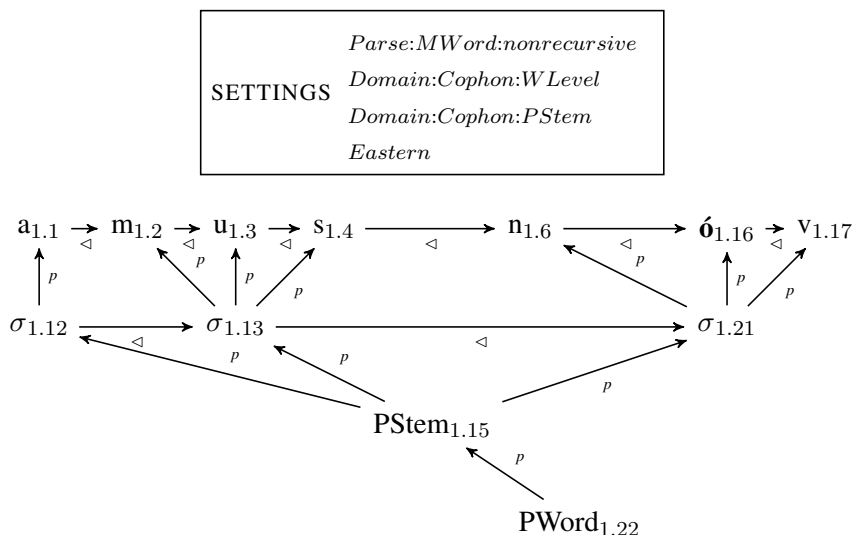 Parse:MWord:nonrecursive
Domain:Cophon:WLevel
SETTINGS
Domain:Cophon:PStem
Eastern
a1.1 m1.2 u1.3 s1.4 n1.6 ó1.16 v1.17
◁ ◁ ◁ ◁ ◁ ◁
p p p p p p p
σ1.12 σ1.13 σ1.21
◁ ◁
p p p
PStem1.15
p
PWord1.22